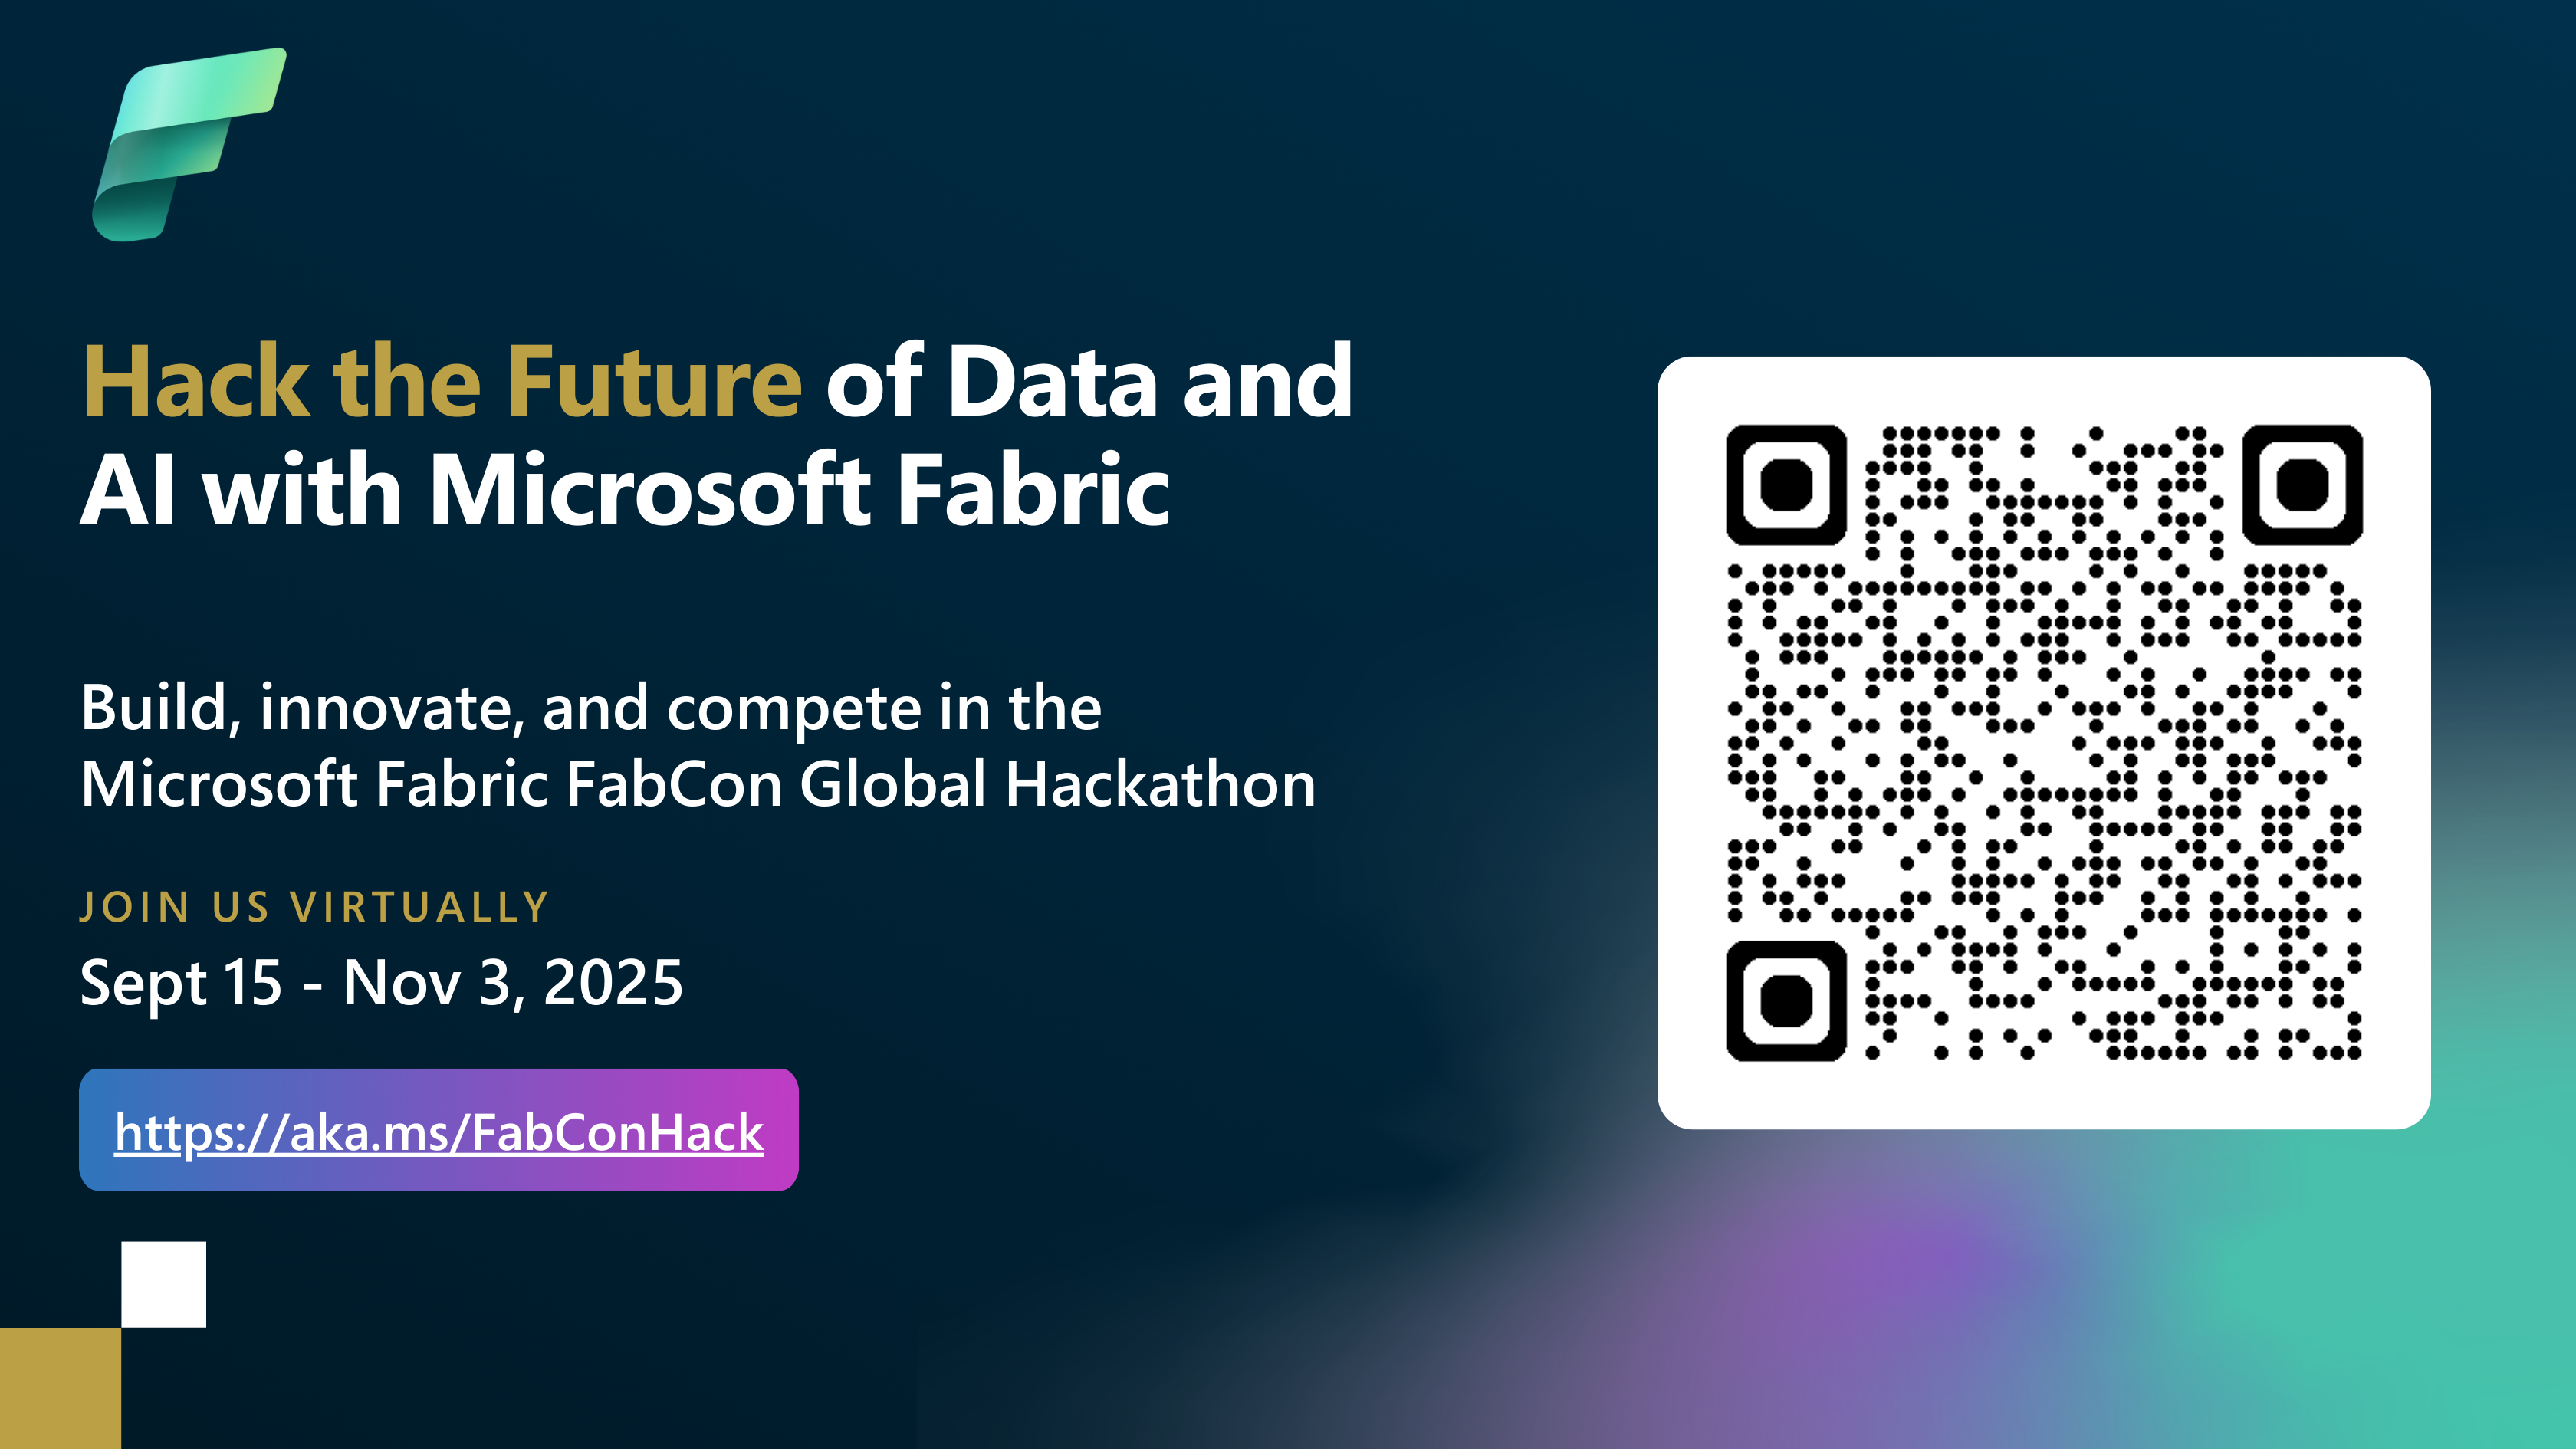 Hack the Future of Data and
AI with Microsoft Fabric
Build, innovate, and compete in the
Microsoft Fabric FabCon Global Hackathon
JOIN US VIRTUALLY
Sept 15 - Nov 3, 2025
https://aka.ms/FabConHack